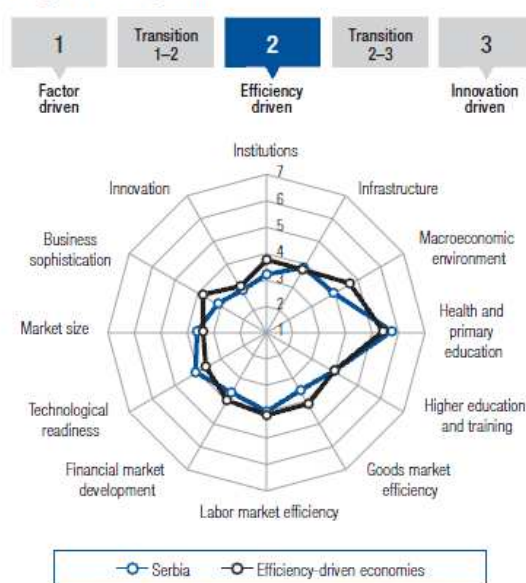 1
Transition
1–2
2
Transition
2–3
3
Factor
driven
Efficiency
driven
Innovation
driven
Institutions
7
Innovation
Infrastructure
6
5
Business
sophistication
Macroeconomic
environment
4
3
2
Market size
1
Health and
primary
education
Technological
readiness
Higher education
and training
Financial market
development
Goods market
efficiency
Labor market efficiency
Serbia
Efficiency-driven economies